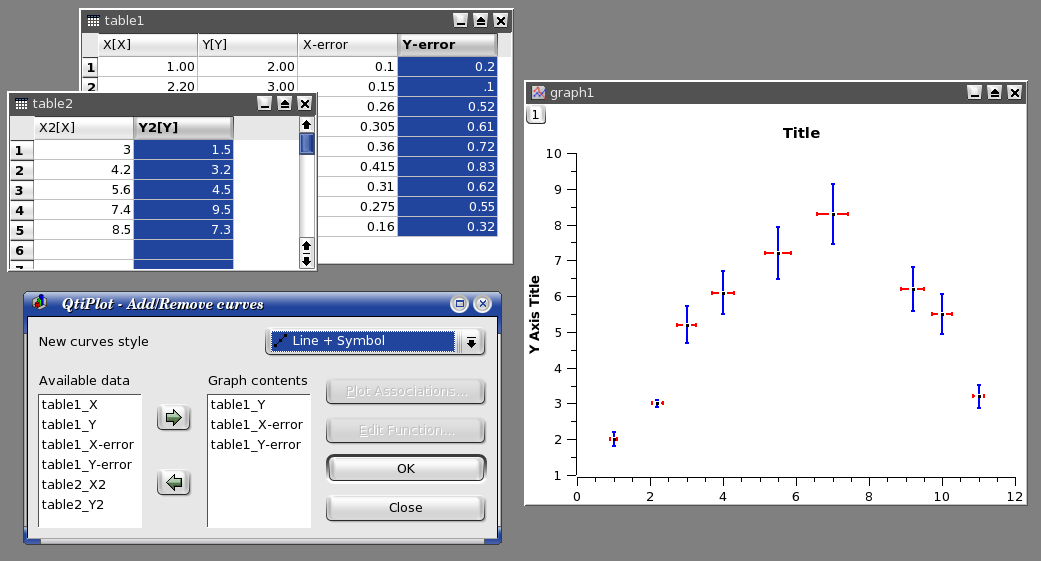 table1
X[X] Y[Y] X-error Y-error
1 1.00 2.00 0.1 0.2
2 2.20 3.00 0.15 .1
0.26 0.52
0.305 0.61
0.36 0.72
0.415 0.83
0.31 0.62
0.275 0.55
0.16 0.32
table2
X2[X] Y2[Y]
1 3 1.5
2 4.2 3.2
3 5.6 4.5
4 7.4 9.5
5 8.5 7.3
6
graph1
1
Title
10
9
8
7
6
5
4
3
2
1
Y Axis Title
0 2 4 6 8 10 12
QtiPlot - Add/Remove curves
New curves style Line + Symbol
Available data
table1_X
table1_Y
table1_X-error
table1_Y-error
table2_X2
table2_Y2
Graph contents
table1_Y
table1_X-error
table1_Y-error
Plot Associations...
Edit Function...
OK
Close